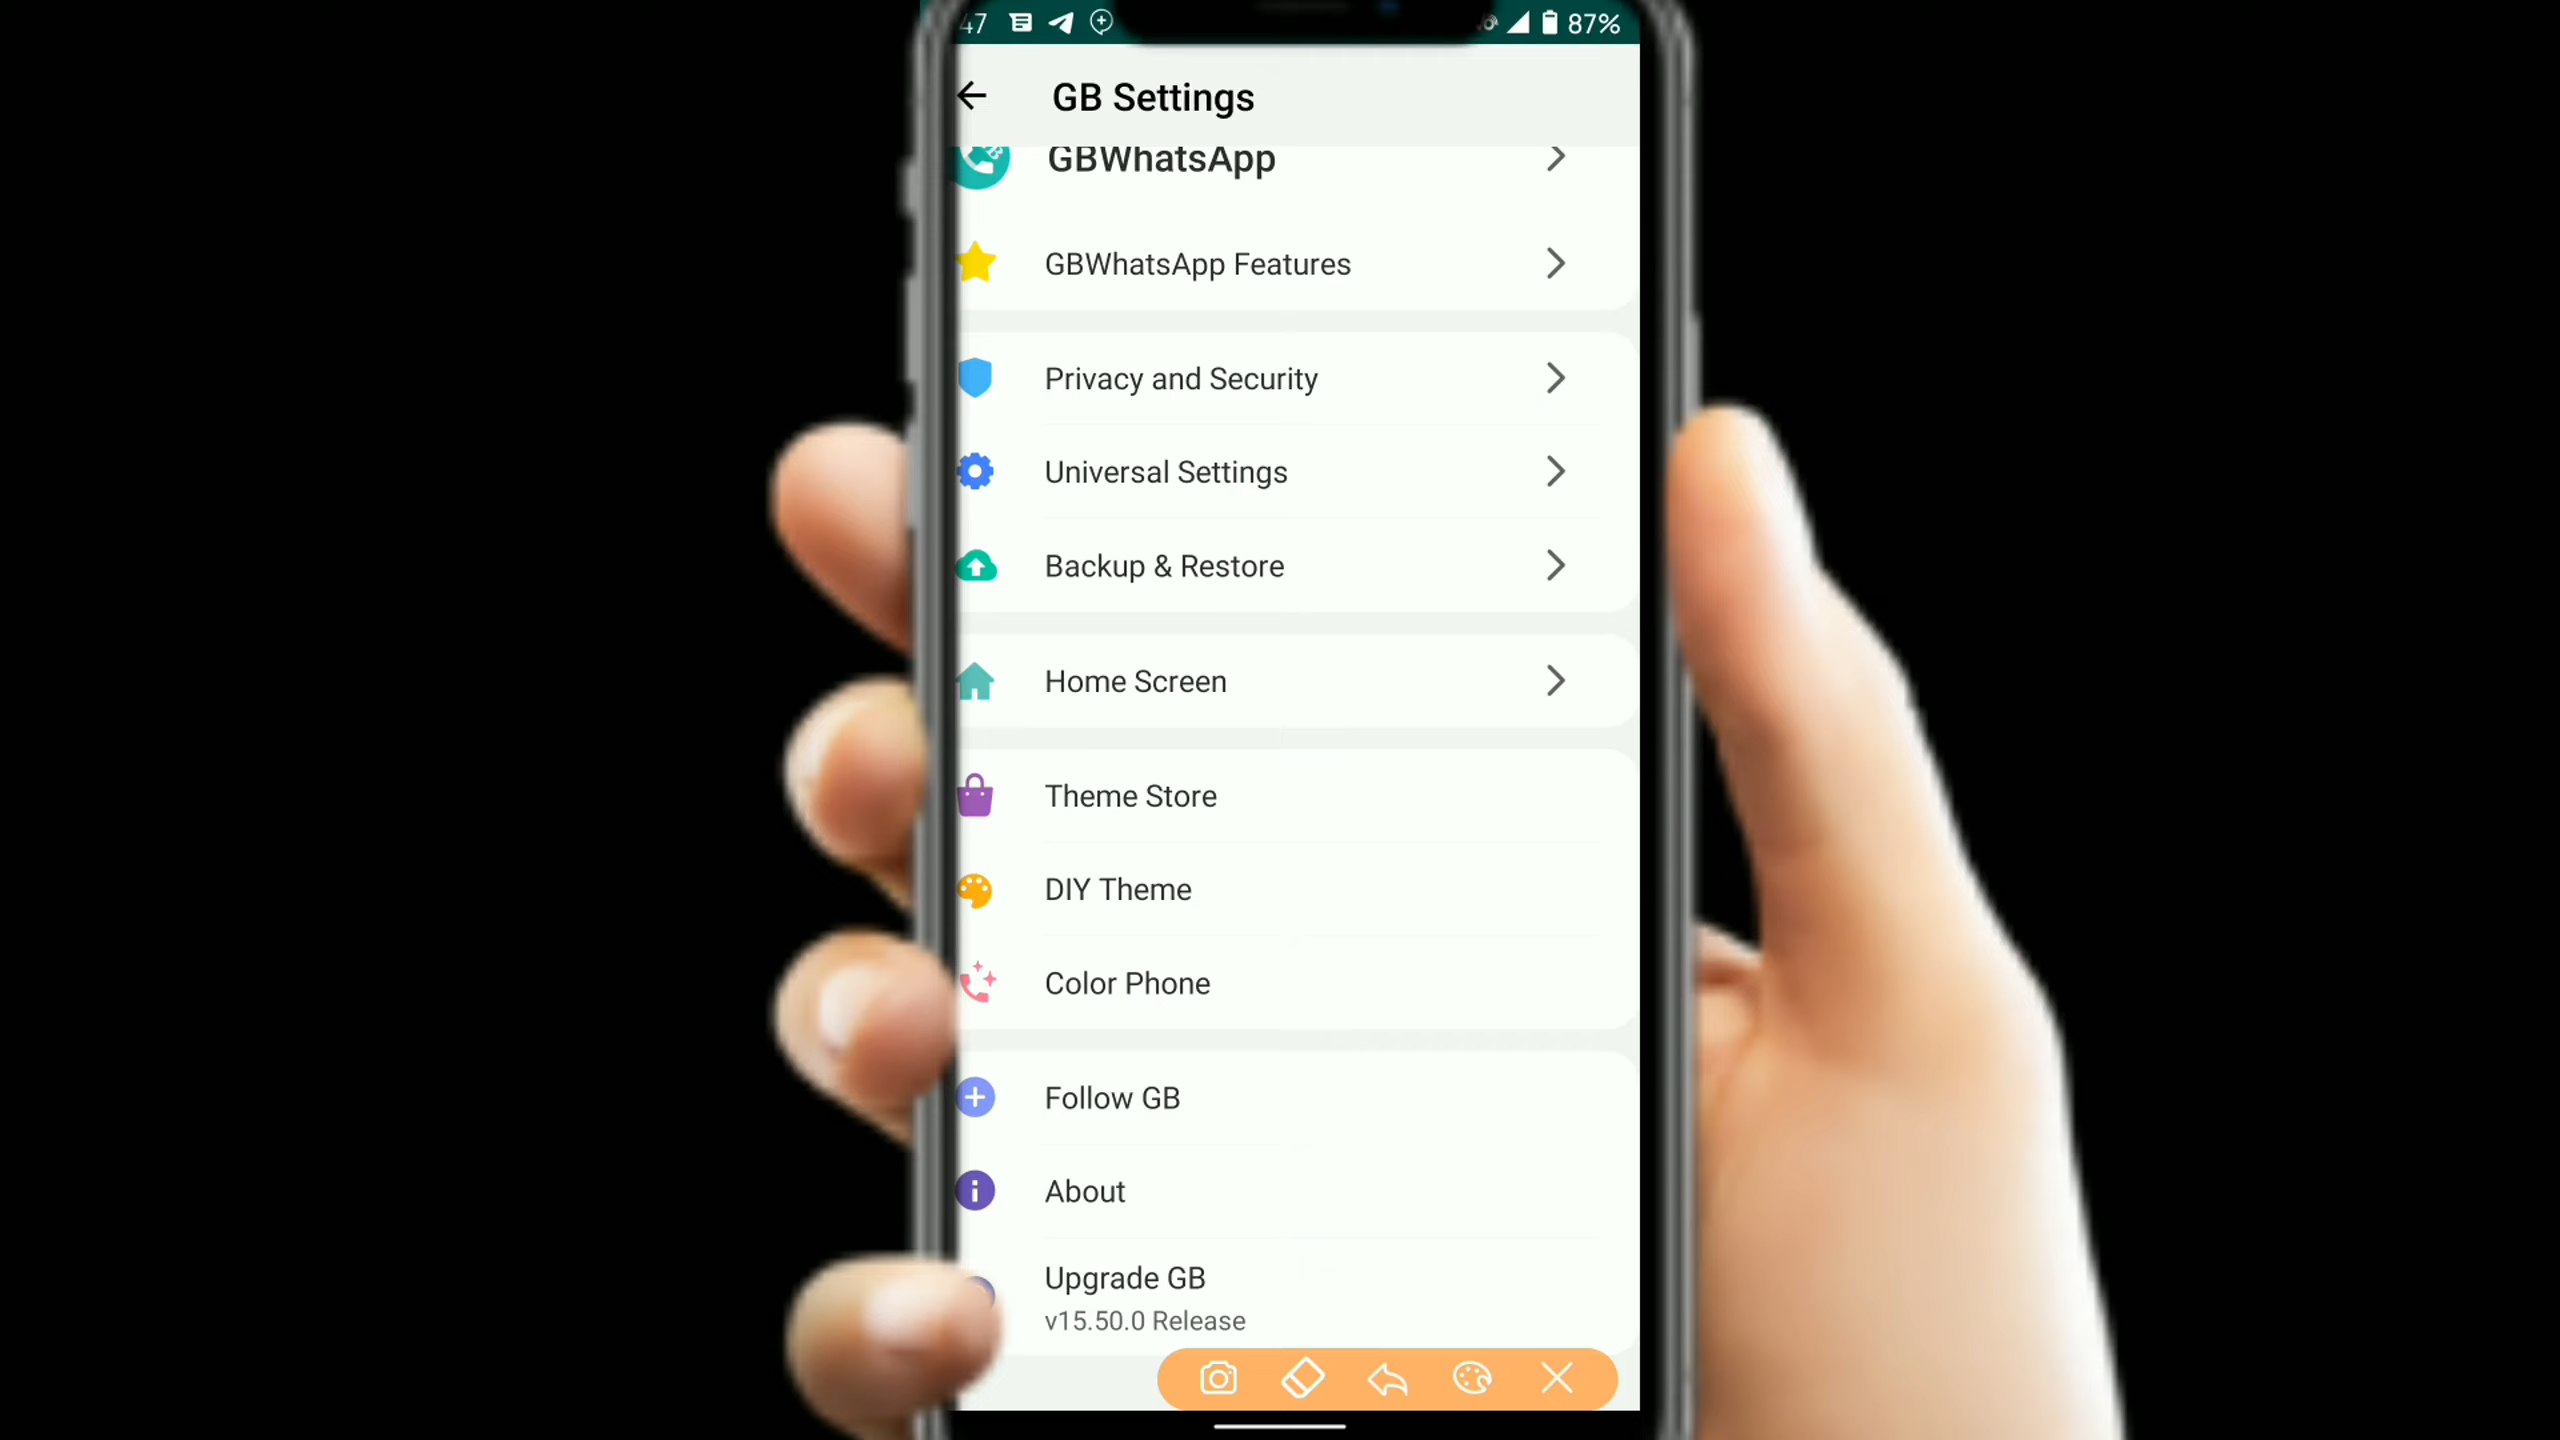 47
87%
GB Settings
GBWhatsApp
GBWhatsApp Features
Privacy and Security
Universal Settings
Backup & Restore
Home Screen
Theme Store
DIY Theme
Color Phone
Follow GB
About
Upgrade GB
v15.50.0 Release